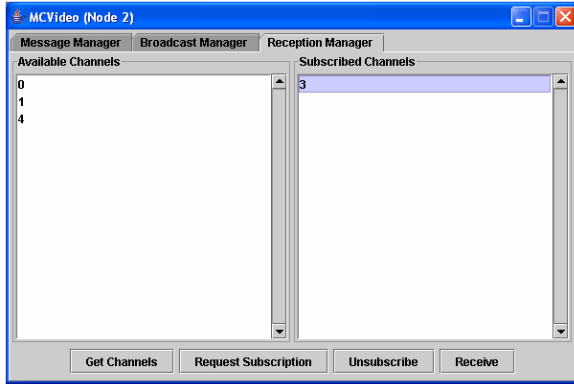 MCVideo (Node 2)
Message Manager Broadcast Manager Reception Manager
Available Channels
0
1
4
Subscribed Channels
3
Get Channels Request Subscription Unsubscribe Receive